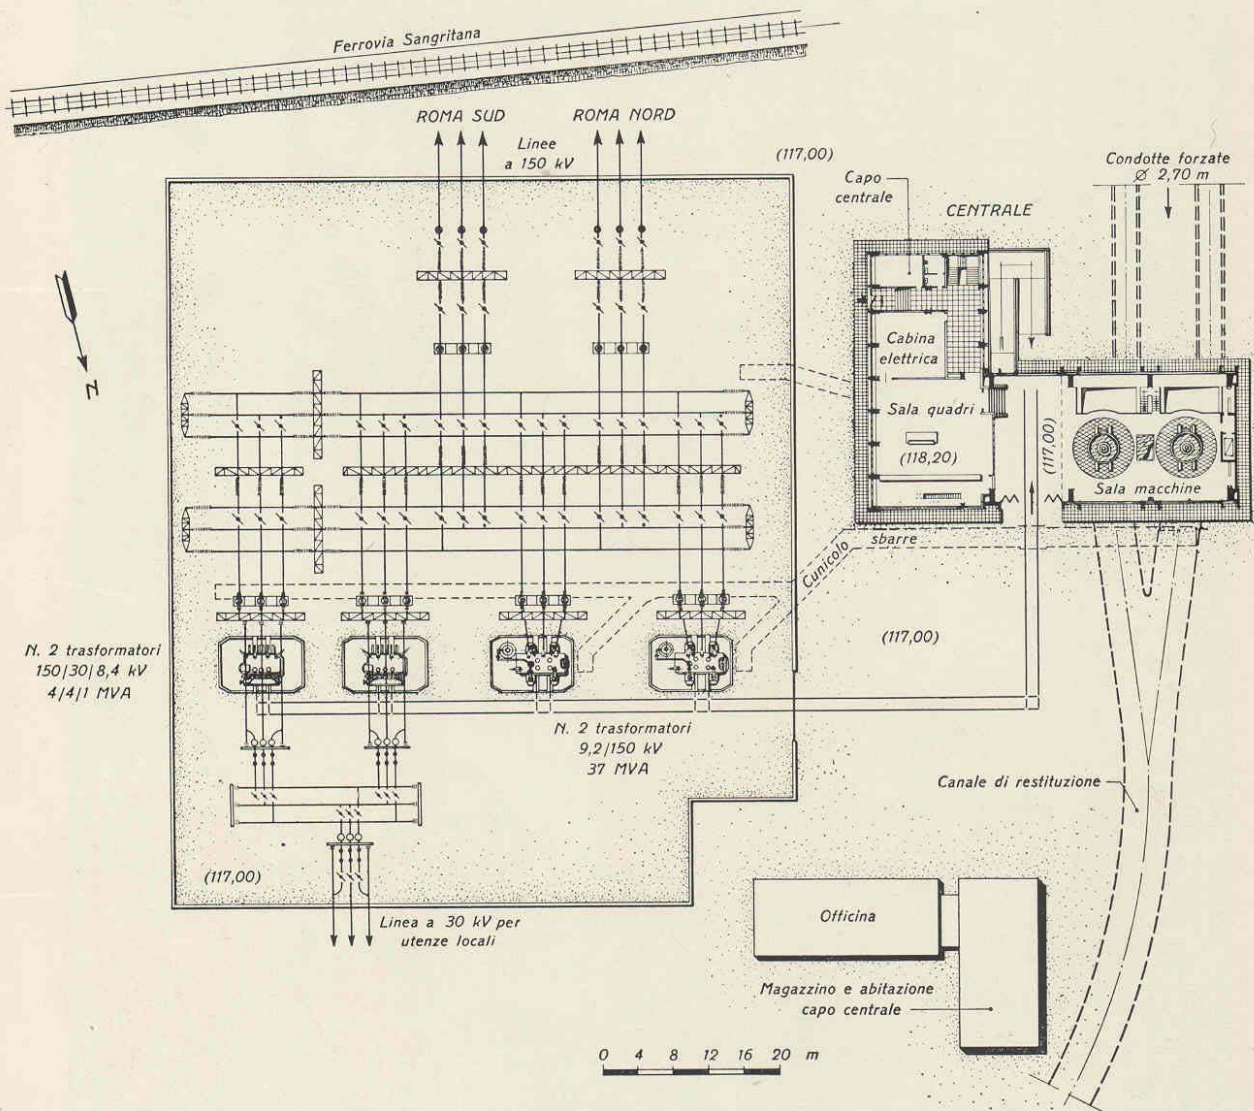 Ferrovia Sangritana
ROMA SUD
ROMA NORD
Linee
a 150 kV
(117,00)
Condotte forzate
Ø 2,70 m
Capo
centrale
CENTRALE
N
Cabina
elettrica
Sala quadri
(118,20)
(117,00)
Sala macchine
sbarre
Cunicolo
(117,00)
N. 2 trasformatori
150/30/8,4 kV
4/4/1 MVA
N. 2 trasformatori
9,2/150 kV
37 MVA
Canale di restituzione
(117,00)
Linea a 30 kV per
utenze locali
Officina
Magazzino e abitazione
capo centrale
0 4 8 12 16 20 m